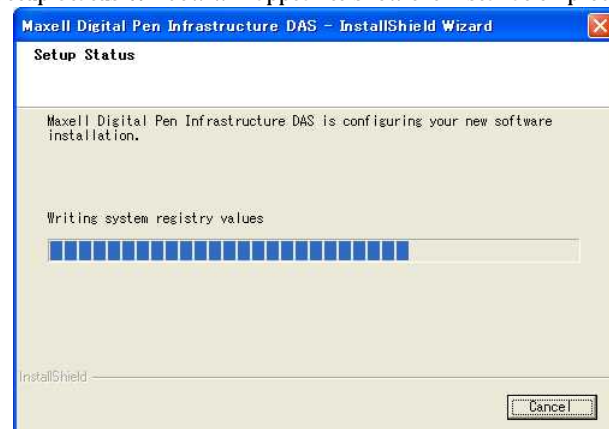 Maxell Digital Pen Infrastructure DAS - InstallShield Wizard
Setup Status
Maxell Digital Pen Infrastructure DAS is configuring your new software
installation.
Writing system registry values
InstallShield
Cancel